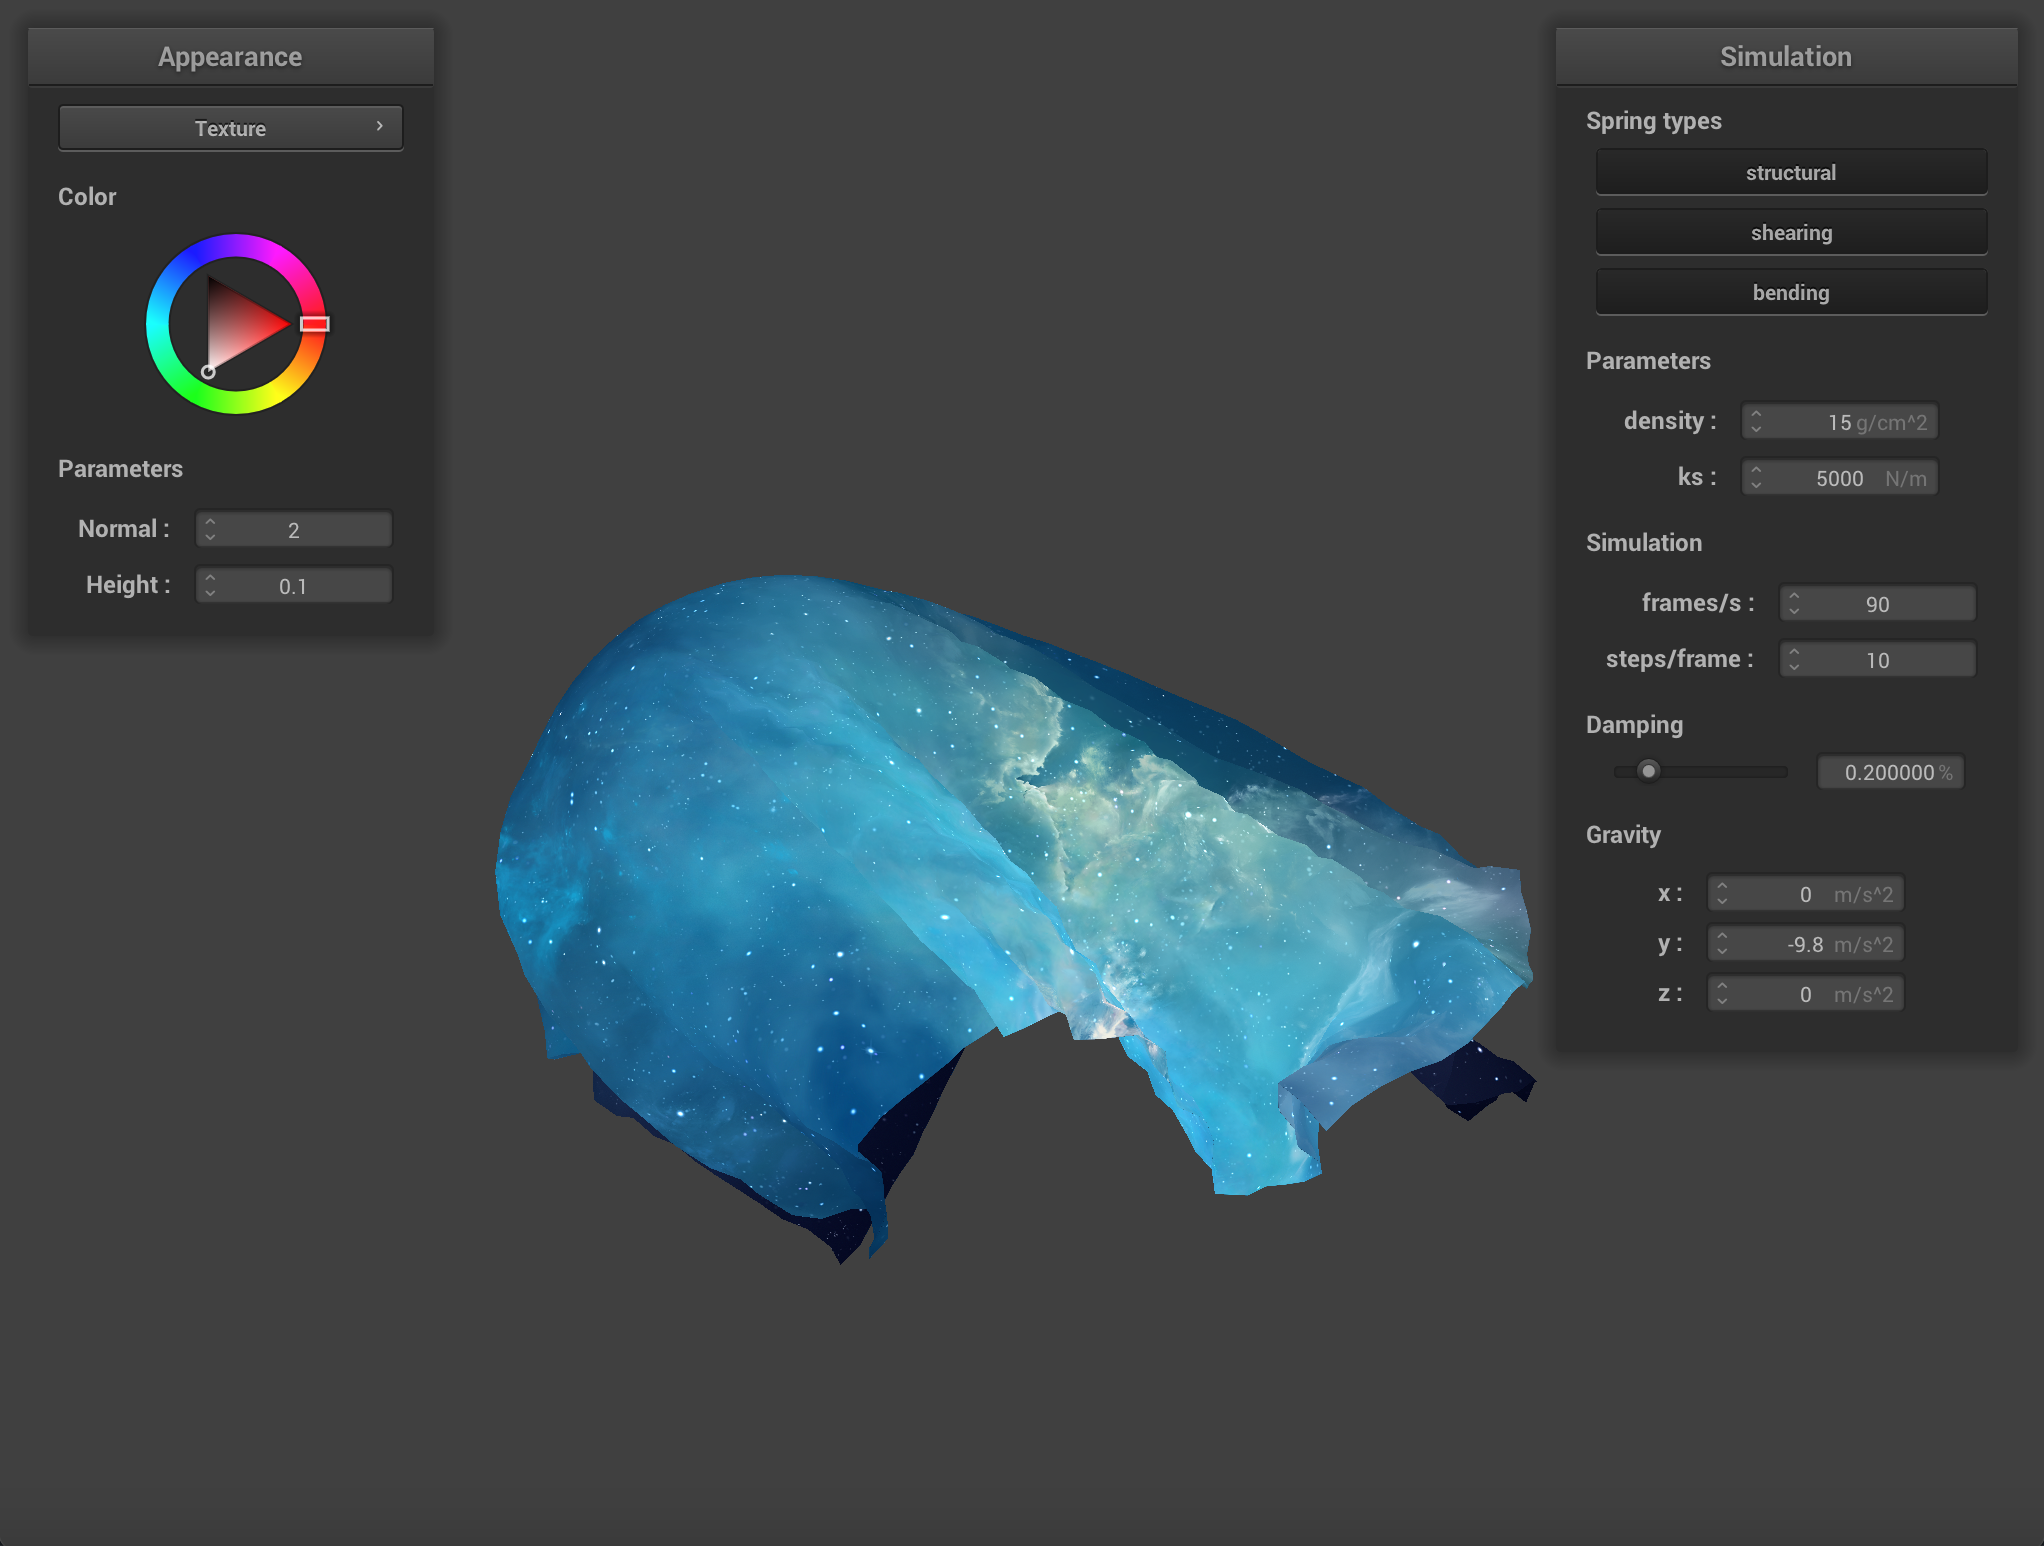 Appearance
Texture
Color
Parameters
Normal : 2
Height : 0.1
Simulation
Spring types
structural
shearing
bending
Parameters
density : 15 g/cm^2
ks : 5000 N/m
Simulation
frames/s : 90
steps/frame : 10
Damping
0.200000 %
Gravity
x : 0 m/s^2
y : -9.8 m/s^2
z : 0 m/s^2